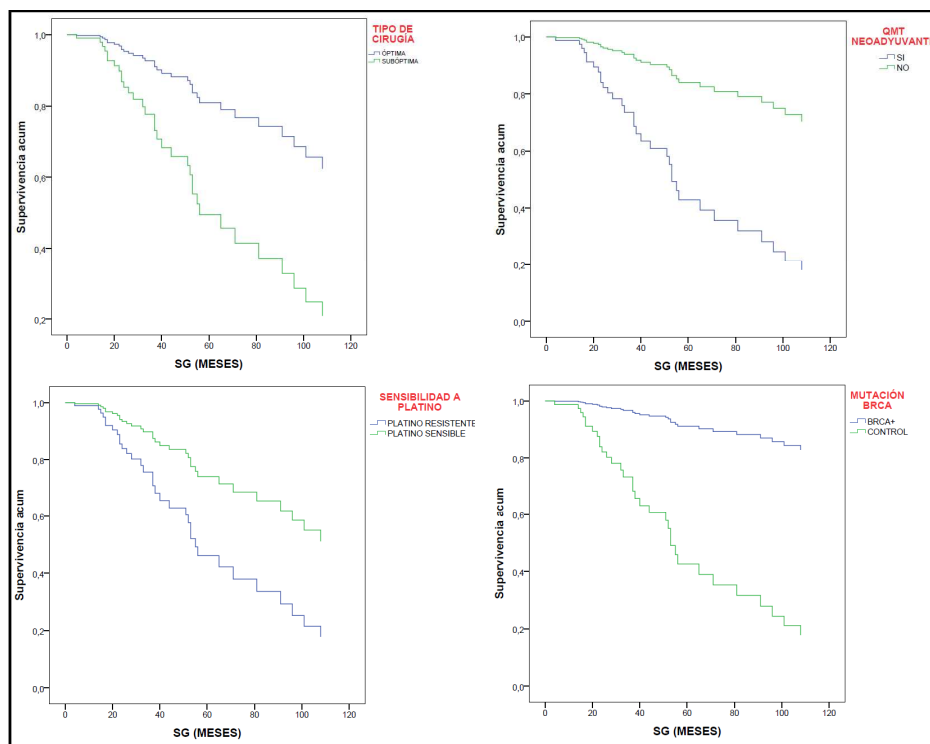 TIPO DE
CIRUGÍA
ÓPTIMA
SUBÓPTIMA
Supervivencia acum
1,0
0,8
0,6
0,4
0,2
0 20 40 60 80 100 120
SG (MESES)
QMT
NEOADYUVANTE
SI
NO
Supervivencia acum
1,0
0,8
0,6
0,4
0,2
0,0
0 20 40 60 80 100 120
SG (MESES)
SENSIBILIDAD A
PLATINO
PLATINO RESISTENTE
PLATINO SENSIBLE
Supervivencia acum
1,0
0,8
0,6
0,4
0,2
0,0
0 20 40 60 80 100 120
SG (MESES)
MUTACIÓN
BRCA
BRCA+
CONTROL
Supervivencia acum
1,0
0,8
0,6
0,4
0,2
0,0
0 20 40 60 80 100 120
SG (MESES)